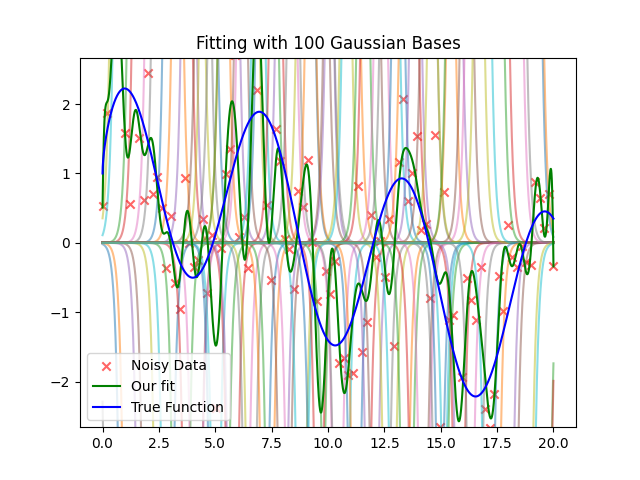 Fitting with 100 Gaussian Bases
2
1
0
−1
−2
Noisy Data
Our fit
True Function
0.0 2.5 5.0 7.5 10.0 12.5 15.0 17.5 20.0